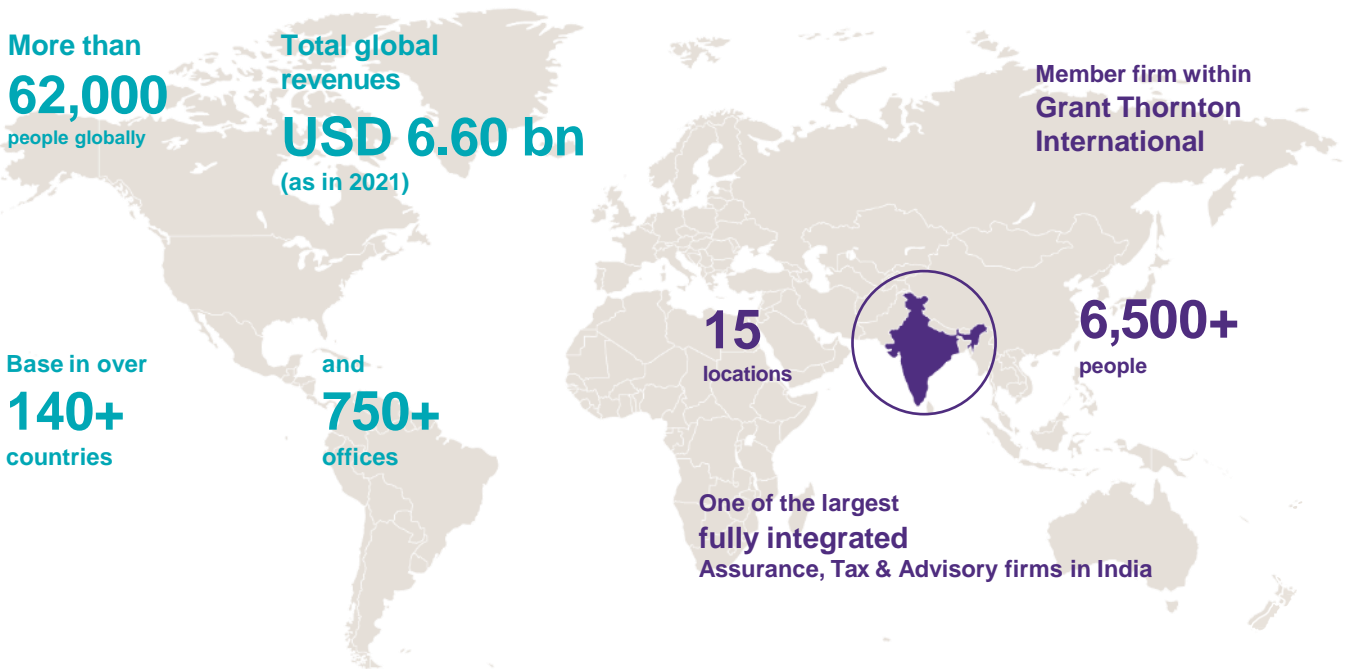 More than
62,000
people globally
Total global
revenues
USD 6.60 bn
(as in 2021)
Member firm within
Grant Thornton
International
Base in over
140+
countries
and
750+
offices
15
locations
6,500+
people
One of the largest
fully integrated
Assurance, Tax & Advisory firms in India